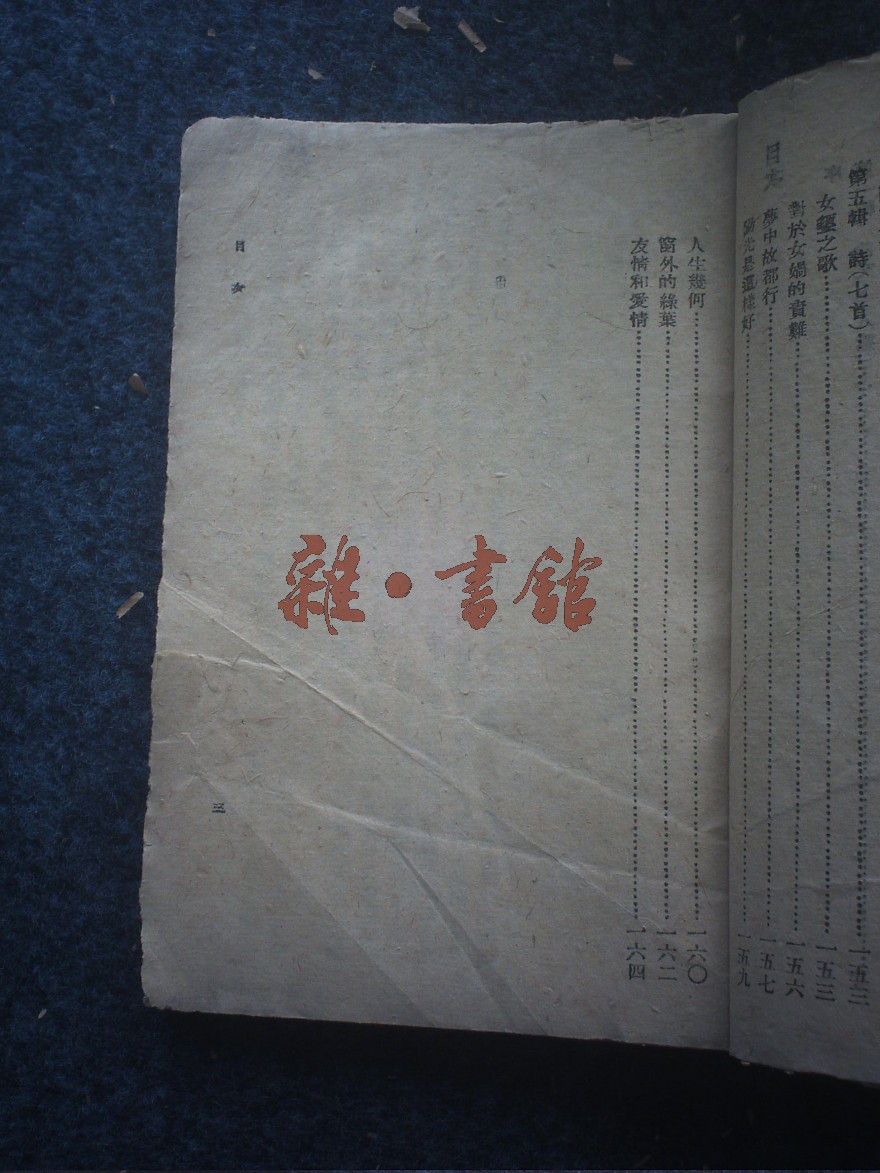 第五輯 詩(七首)……一五三
女之歌……一五三
對於女媧的責難……一五六
夢中故都行……一五七
陽光是這樣好……一五九
人生幾何……一六〇
窗外的綠葉……一六二
友情和愛情……一六四
目次
三
雜•書館